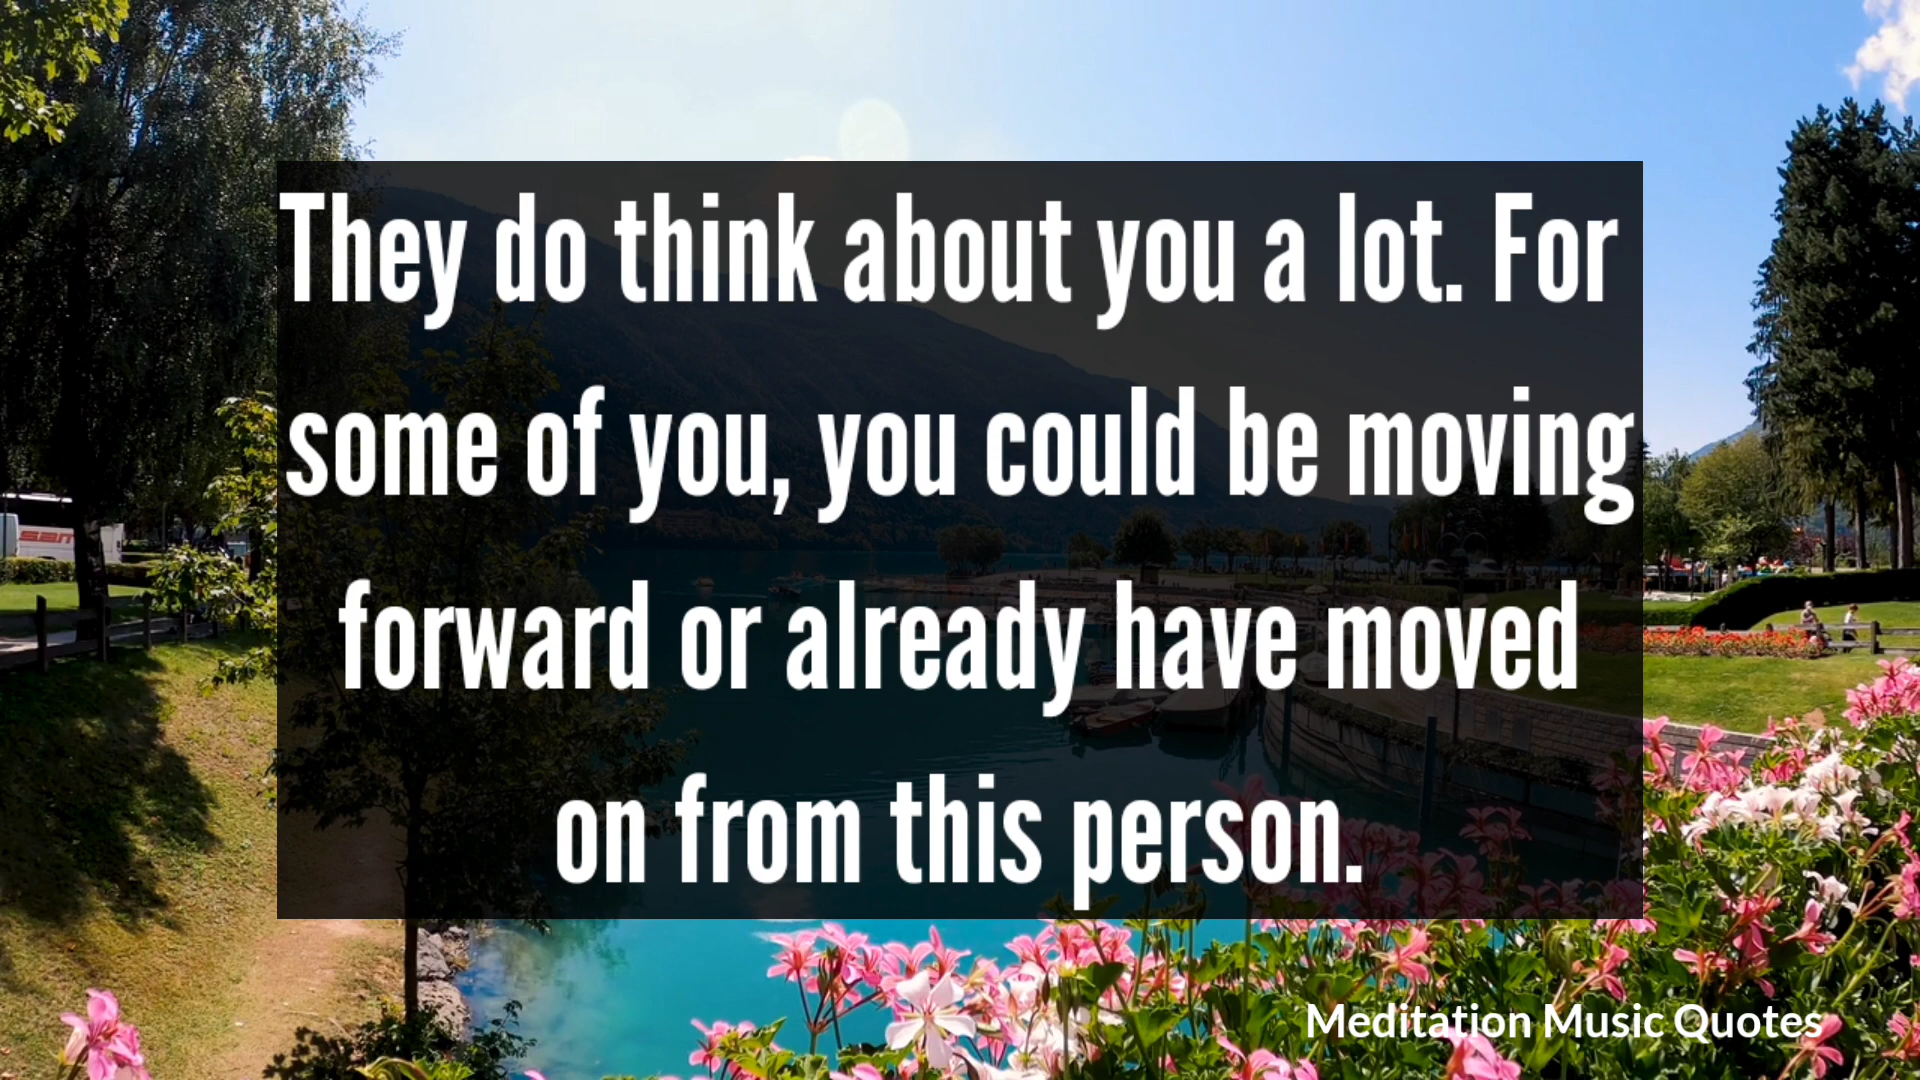 They do think about you a lot. For
some of you, you could be moving
forward or already have moved
on from this person.
Meditation Music Quotes